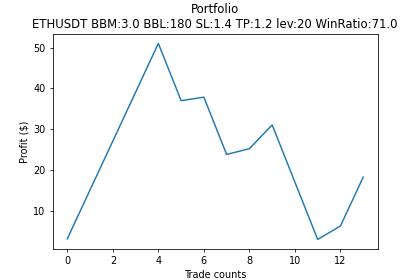 Portfolio
ETHUSDT BBM:3.0 BBL:180 SL:1.4 TP:1.2 lev:20 WinRatio:71.0
50
40
30
20
10
Profit ($)
0 2 4 6 8 10 12
Trade counts